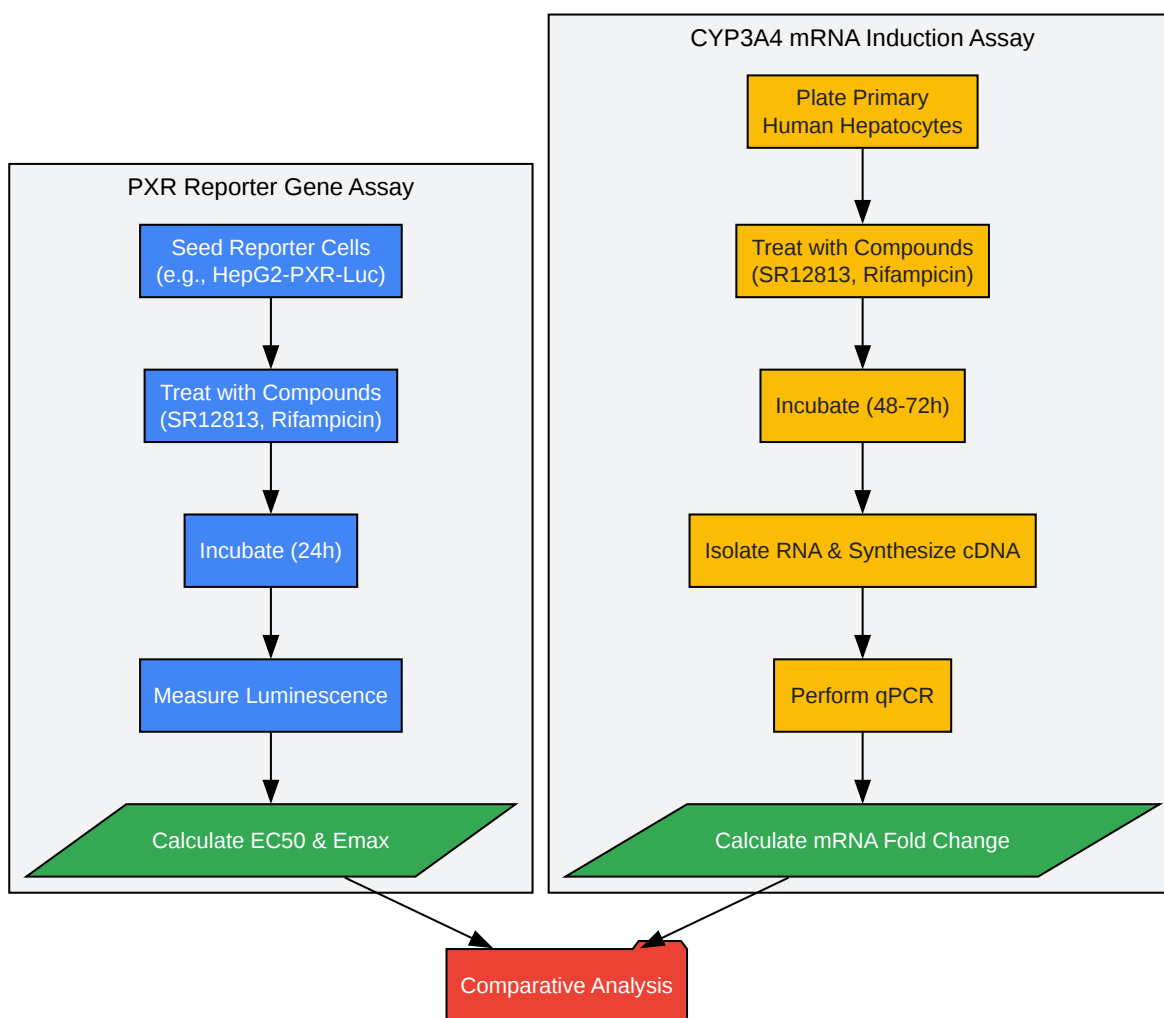 PXR Reporter Gene Assay
Seed Reporter Cells
(e.g., HepG2-PXR-Luc)
Treat with Compounds
(SR12813, Rifampicin)
Incubate (24h)
Measure Luminescence
Calculate EC50 & Emax
CYP3A4 mRNA Induction Assay
Plate Primary
Human Hepatocytes
Treat with Compounds
(SR12813, Rifampicin)
Incubate (48-72h)
Isolate RNA & Synthesize cDNA
Perform qPCR
Calculate mRNA Fold Change
Comparative Analysis